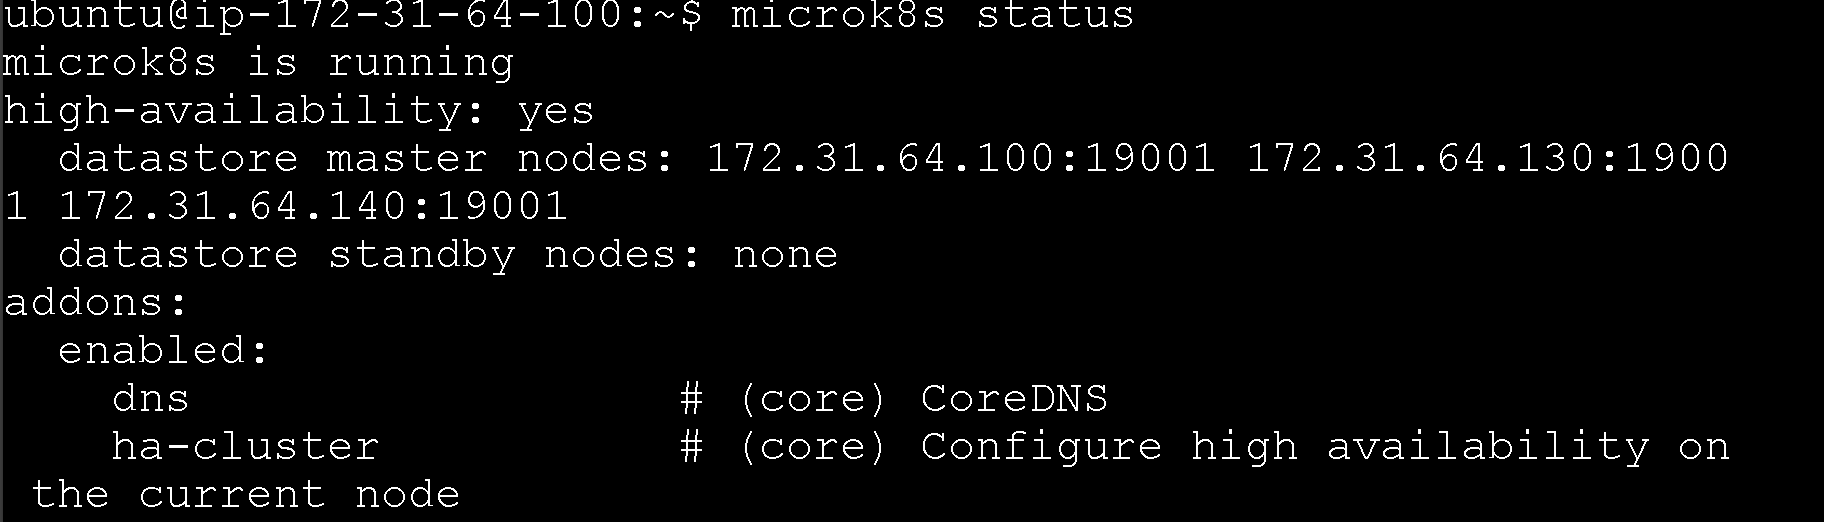 ubuntu@ip-172-31-64-100:~$ microk8s status
microk8s is running
high-availability: yes
  datastore master nodes: 172.31.64.100:19001 172.31.64.130:1900
1 172.31.64.140:19001
  datastore standby nodes: none
addons:
  enabled:
    dns                  # (core) CoreDNS
    ha-cluster           # (core) Configure high availability on
 the current node